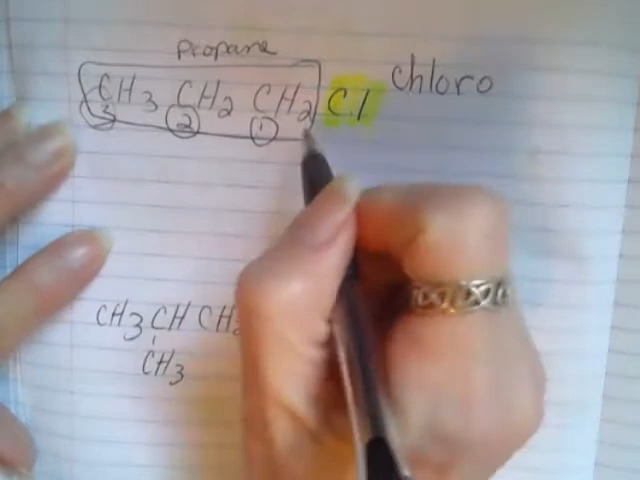 Propane
CH3 CH2 CH2 Cl Chloro
3 2 1
CH3 CH CH2
CH3